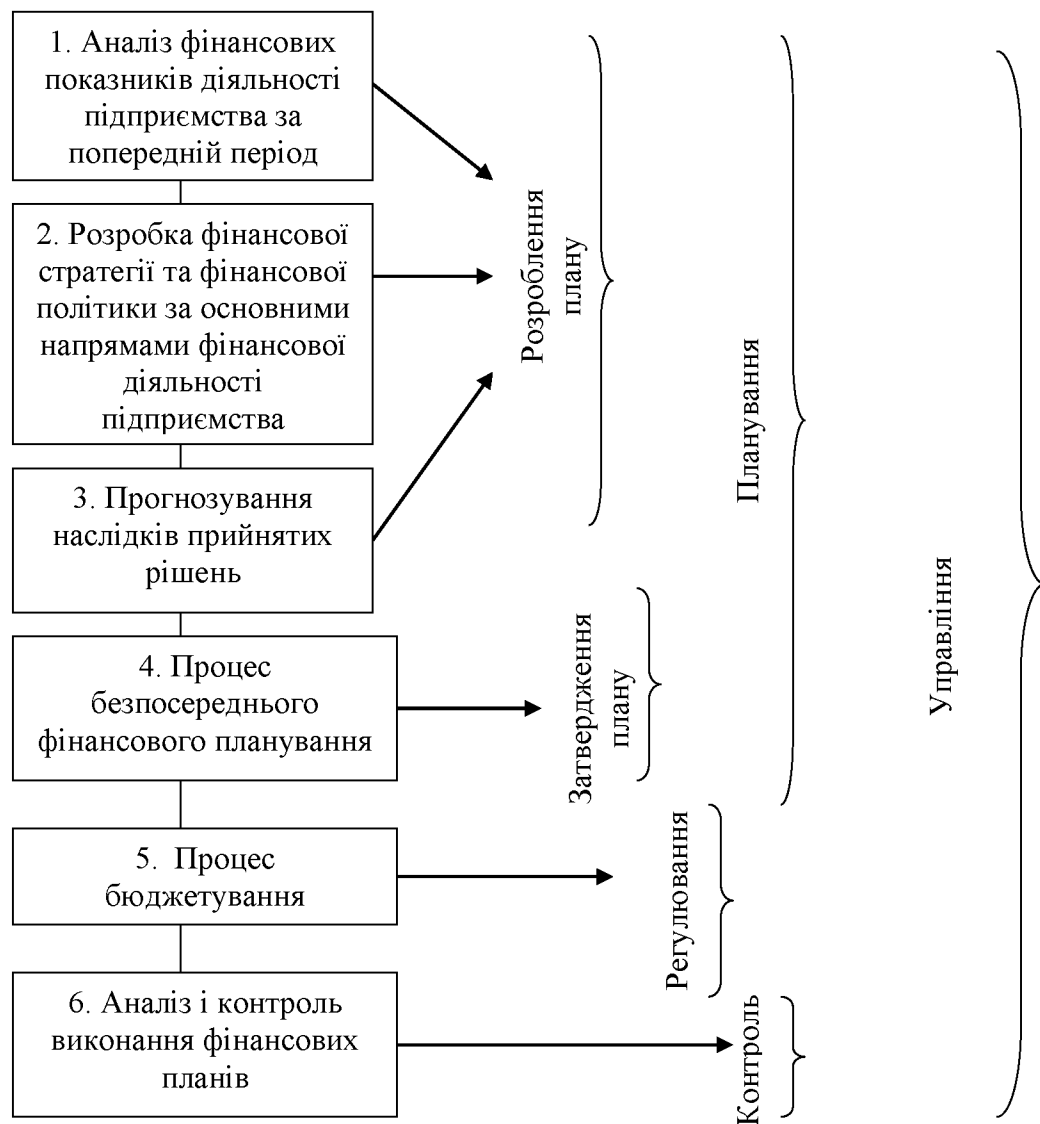 1. Аналіз фінансових
показників діяльності
підприємства за
попередній період
2. Розробка фінансової
стратегії та фінансової
політики за основними
напрямами фінансової
діяльності
підприємства
3. Прогнозування
наслідків прийнятих
рішень
4. Процес
безпосереднього
фінансового планування
5. Процес
бюджетування
6. Аналіз і контроль
виконання фінансових
планів
Розроблення
плану
Затвердження
плану
Регулювання
Контроль
Планування
Управління